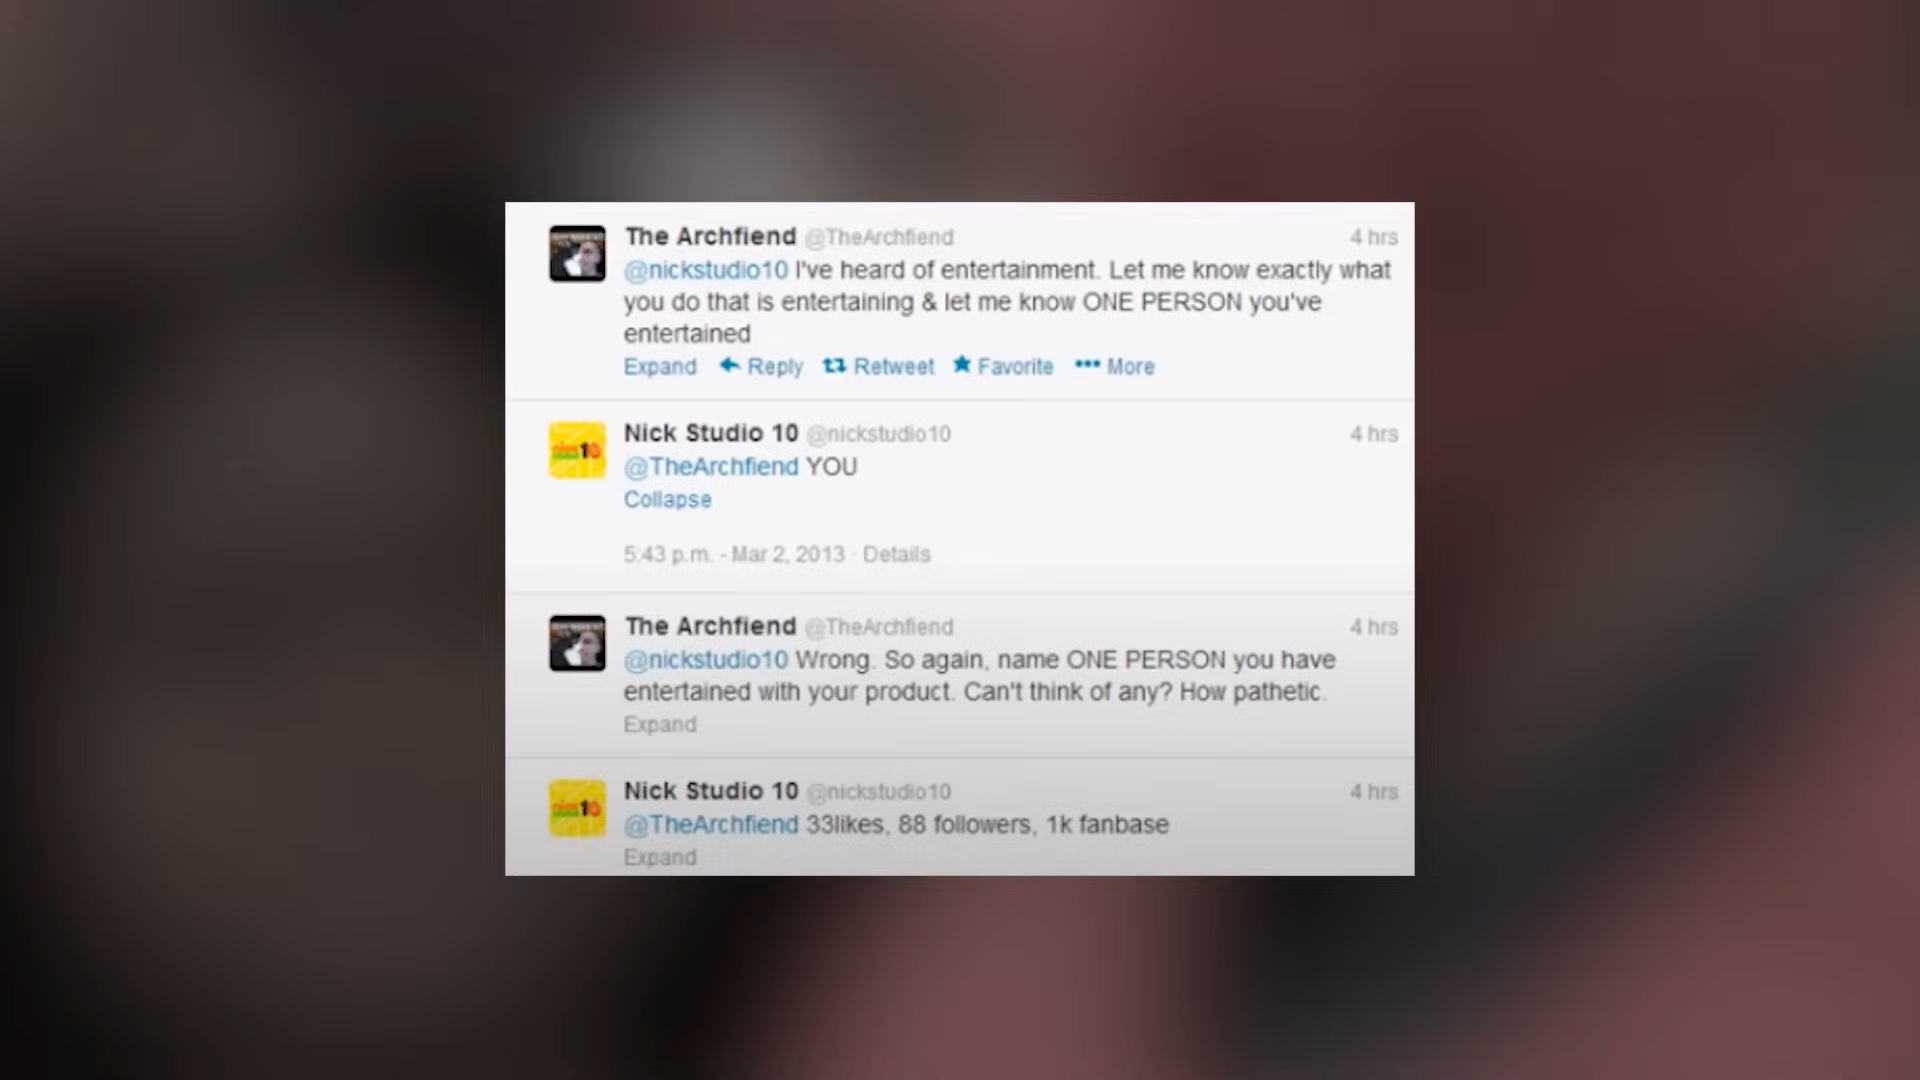 The Archfiend @TheArchfiend 4 hrs
@nickstudio10 I've heard of entertainment. Let me know exactly what
you do that is entertaining & let me know ONE PERSON you've
entertained
Expand Reply Retweet Favorite ••• More
Nick Studio 10 @nickstudio10 4 hrs
@TheArchfiend YOU
Collapse
5:43 p.m. - Mar 2, 2013 · Details
The Archfiend @TheArchfiend 4 hrs
@nickstudio10 Wrong. So again, name ONE PERSON you have
entertained with your product. Can't think of any? How pathetic.
Expand
Nick Studio 10 @nickstudio10 4 hrs
@TheArchfiend 33likes, 88 followers, 1k fanbase
Expand